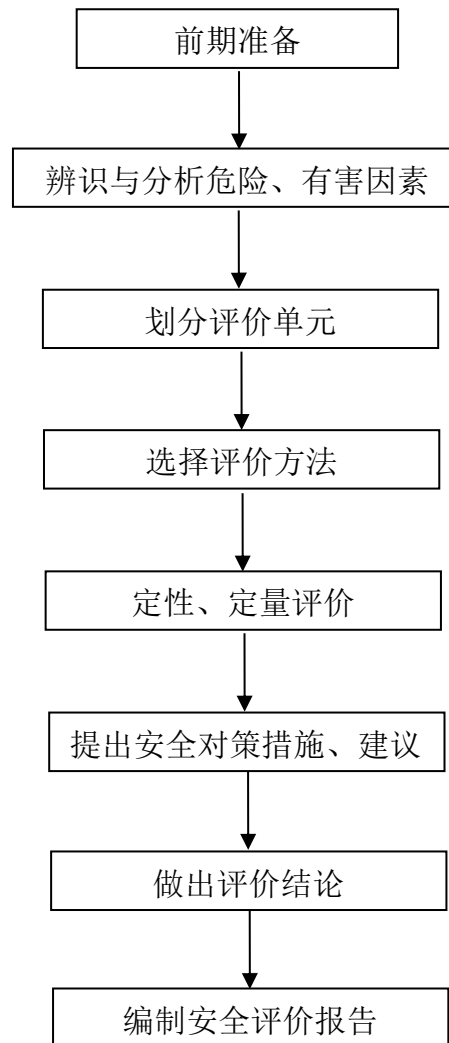 前期准备
辨识与分析危险、有害因素
划分评价单元
选择评价方法
定性、定量评价
提出安全对策措施、建议
做出评价结论
编制安全评价报告